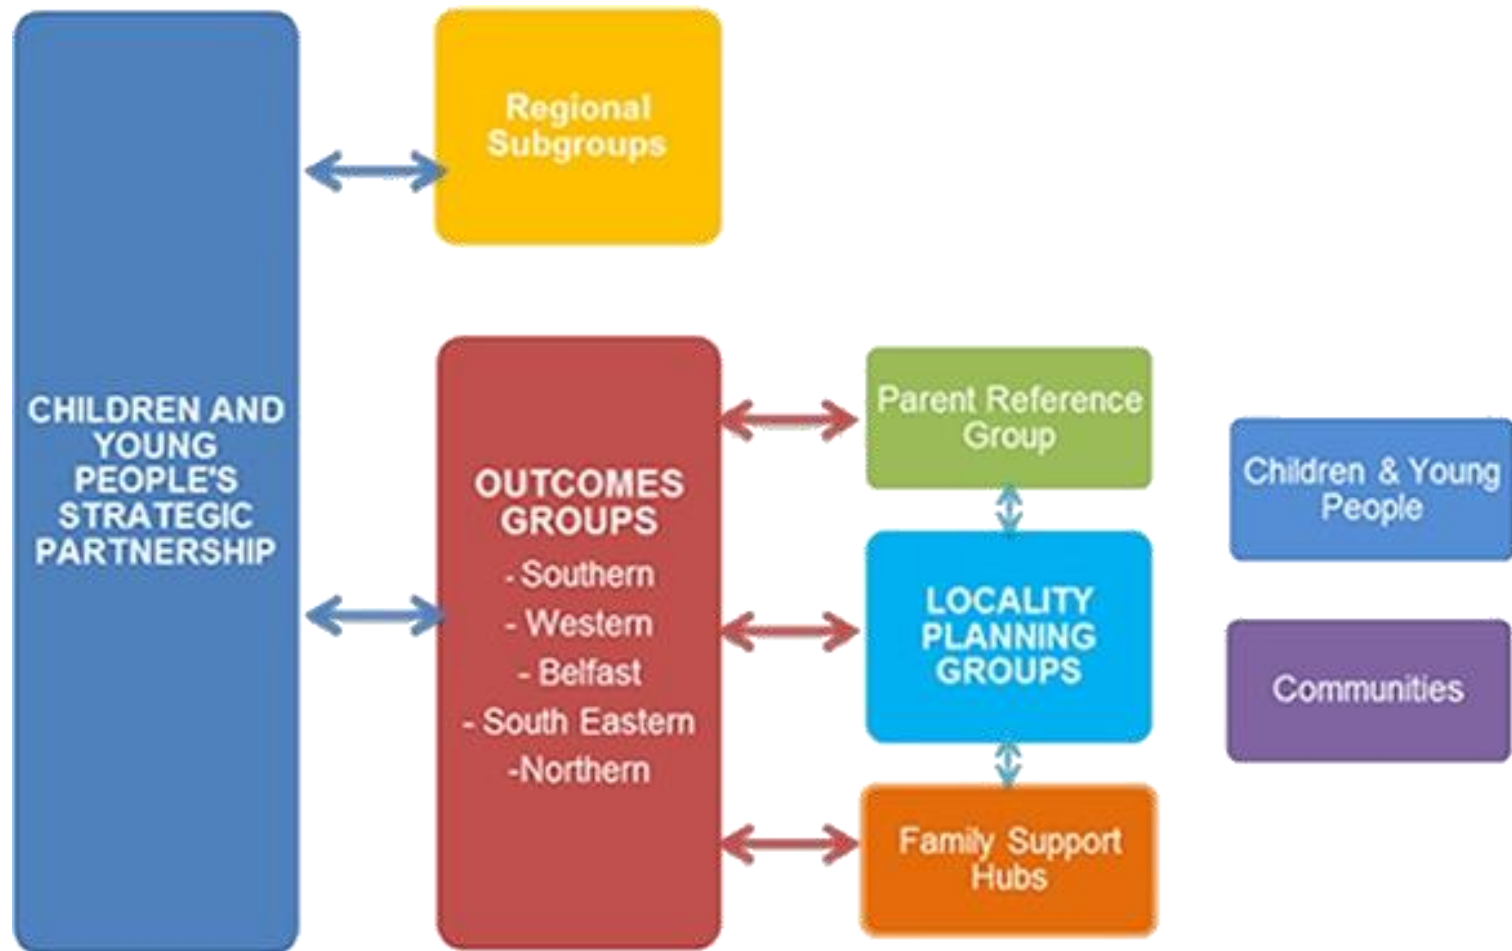 CHILDREN AND
YOUNG
PEOPLE'S
STRATEGIC
PARTNERSHIP
Regional
Subgroups
OUTCOMES
GROUPS
- Southern
- Western
- Belfast
- South Eastern
-Northern
Parent Reference
Group
LOCALITY
PLANNING
GROUPS
Family Support
Hubs
Children & Young
People
Communities